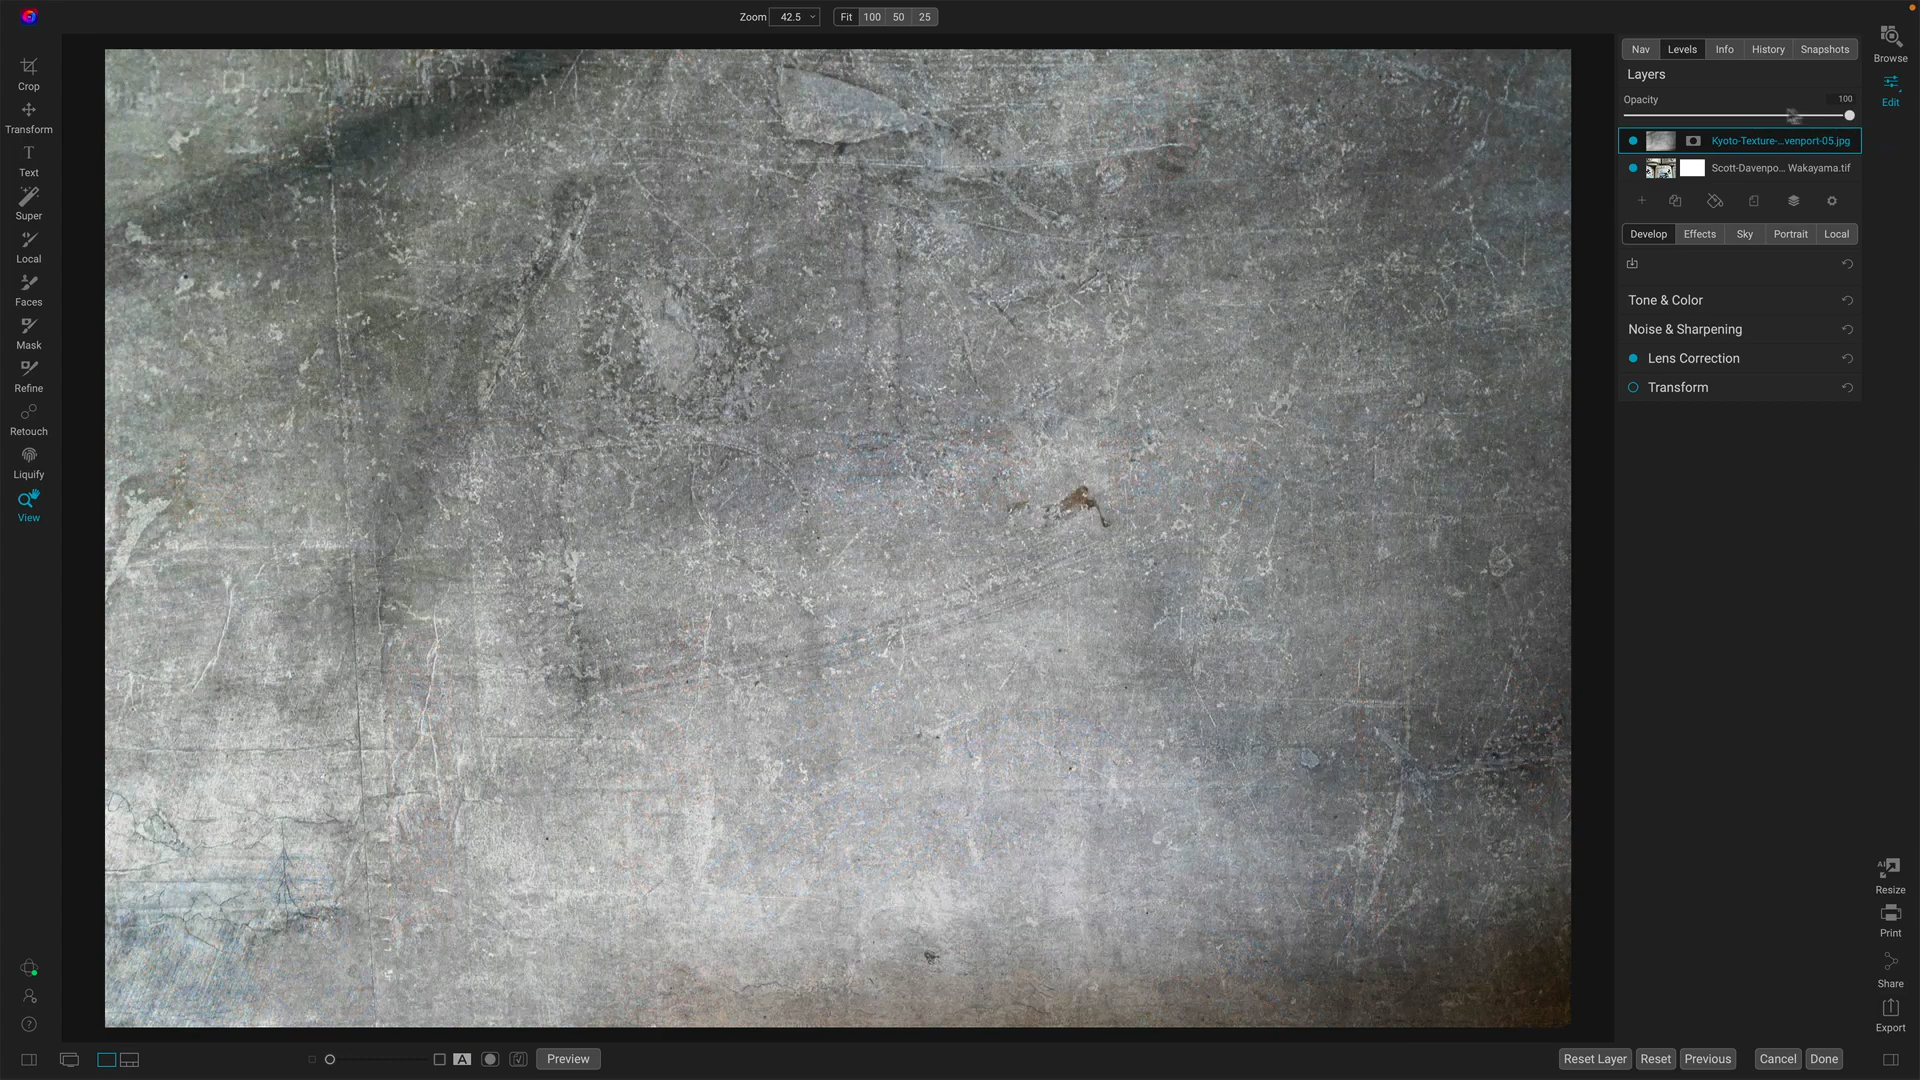 Zoom 42.5 Fit 100 50 25
Crop
Transform
T
Text
Super
Local
Faces
Mask
Refine
Retouch
Liquify
View
Nav Levels Info History Snapshots
Layers
Opacity 100
Kyoto-Texture-...venport-05.jpg
Scott-Davenpo... Wakayama.tif
Develop Effects Sky Portrait Local
Tone & Color
Noise & Sharpening
Lens Correction
Transform
Browse
Edit
AI
Resize
Print
Share
Export
?
A
Preview
Reset Layer Reset Previous Cancel Done